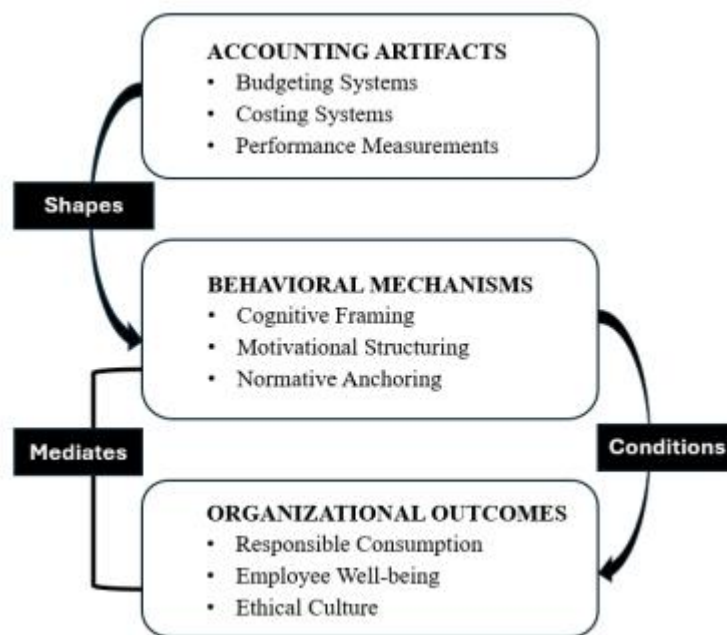 ACCOUNTING ARTIFACTS
• Budgeting Systems
• Costing Systems
• Performance Measurements
Shapes
BEHAVIORAL MECHANISMS
• Cognitive Framing
• Motivational Structuring
• Normative Anchoring
Mediates
Conditions
ORGANIZATIONAL OUTCOMES
• Responsible Consumption
• Employee Well-being
• Ethical Culture